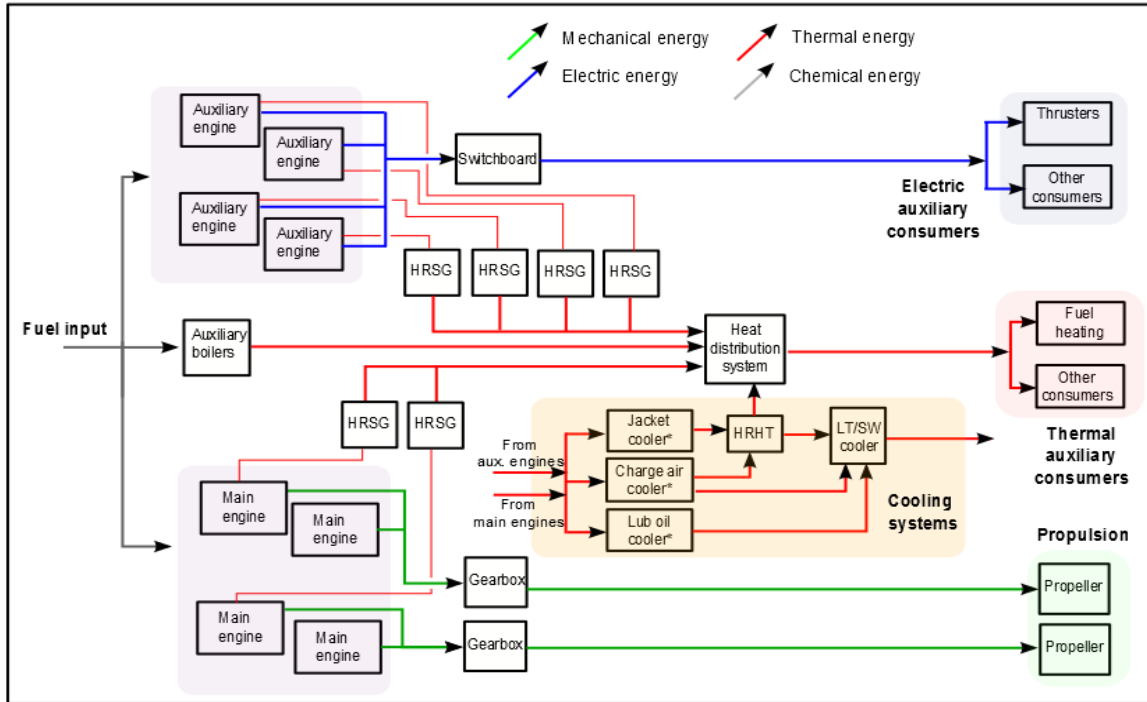 Mechanical energy
Thermal energy
Electric energy
Chemical energy
Auxiliary
engine
Auxiliary
engine
Auxiliary
engine
Auxiliary
engine
Switchboard
Thrusters
Other
consumers
Electric
auxiliary
consumers
HRSG
HRSG
HRSG
HRSG
Fuel input
Auxiliary
boilers
Heat
distribution
system
Fuel
heating
Other
consumers
Thermal
auxiliary
consumers
HRSG
HRSG
From
aux. engines
From
main engines
Jacket
cooler*
Charge air
cooler*
Lub oil
cooler*
HRHT
LT/SW
cooler
Cooling
systems
Main
engine
Main
engine
Main
engine
Main
engine
Gearbox
Gearbox
Propulsion
Propeller
Propeller